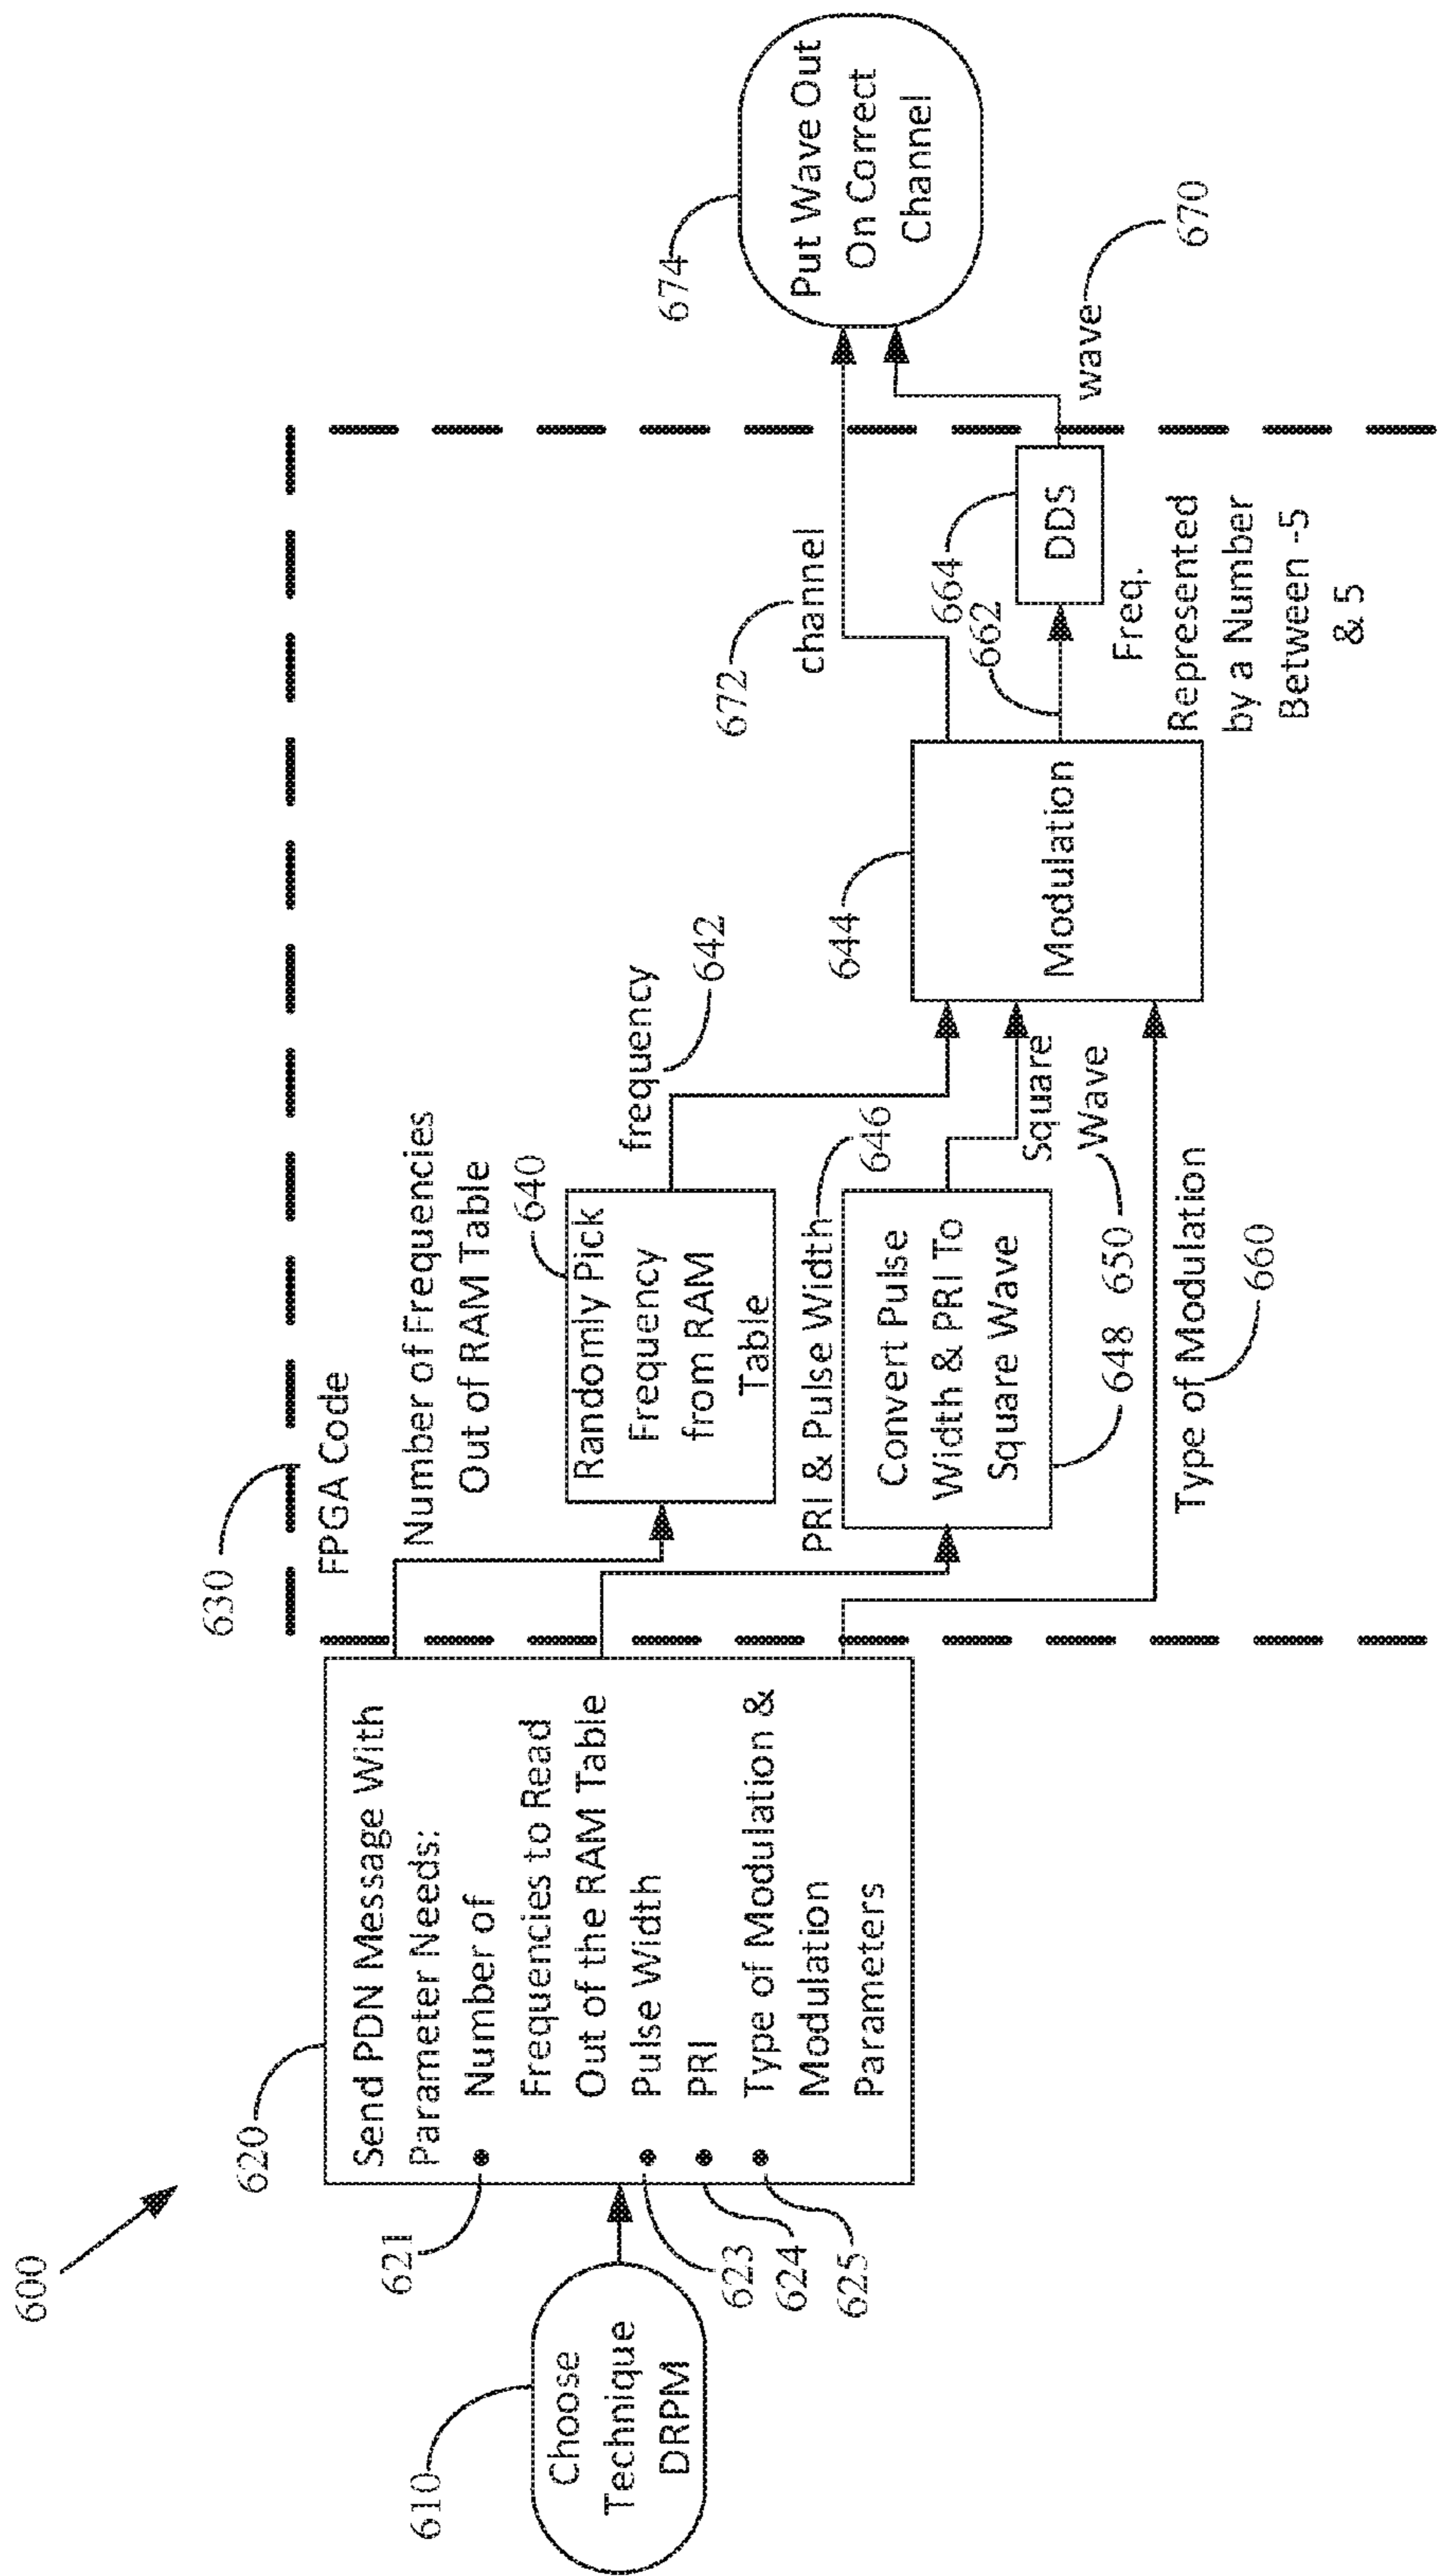 600
610
Choose
Technique
DRPM
620
621
623
624
625
Send PDN Message With
Parameter Needs:
• Number of
Frequencies to Read
Out of the RAM Table
• Pulse Width
• PRI
• Type of Modulation &
Modulation
Parameters
630
FPGA Code
Number of Frequencies
Out of RAM Table
640
Randomly Pick
Frequency
from RAM
Table
frequency
642
PRI & Pulse Width
646
Convert Pulse
Width & PRI To
Square Wave
648
650
Square
Wave
Type of Modulation
660
644
Modulation
672
channel
662
664
DDS
Freq.
Represented
by a Number
Between -5
& 5
wave
670
674
Put Wave Out
On Correct
Channel